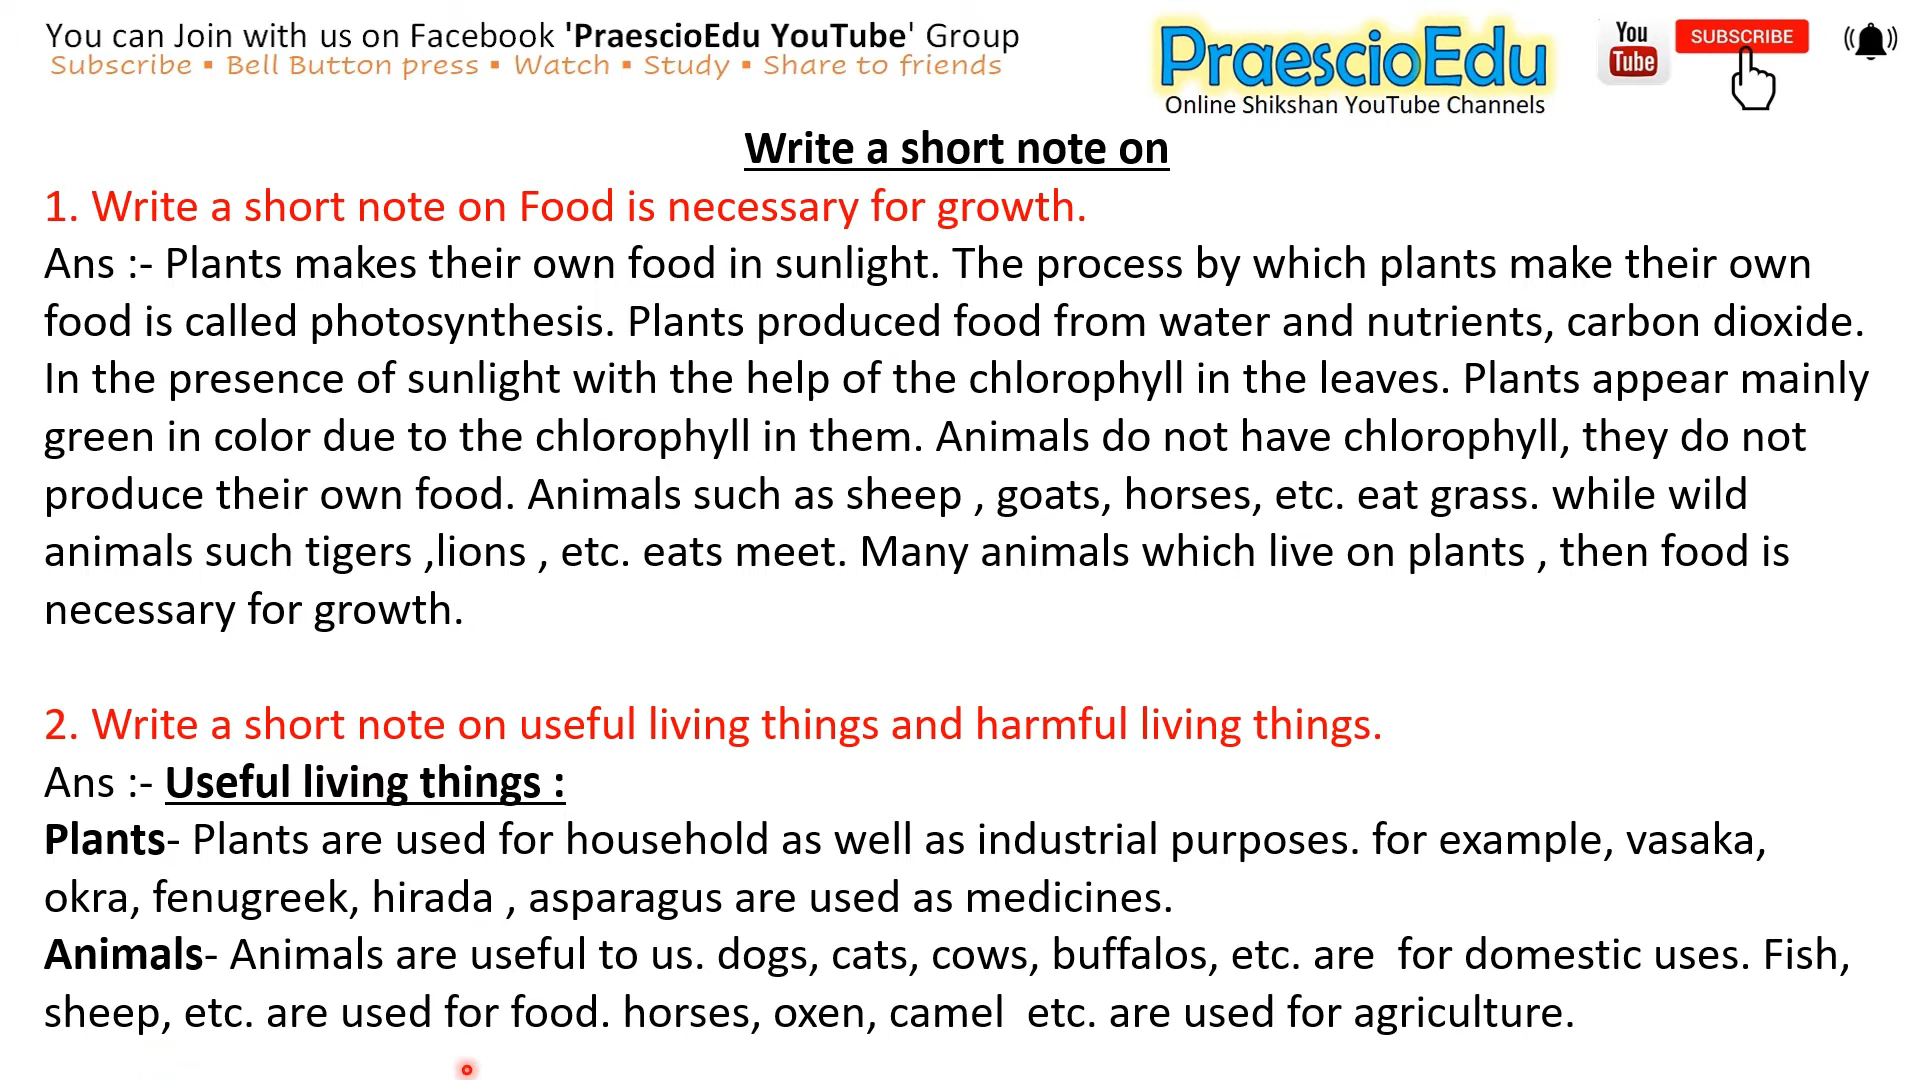 You can Join with us on Facebook 'PraescioEdu YouTube' Group
Subscribe ▪ Bell Button press ▪ Watch ▪ Study ▪ Share to friends
PraescioEdu
Online Shikshan YouTube Channels
You
Tube
SUBSCRIBE
Write a short note on
1. Write a short note on Food is necessary for growth.
Ans :- Plants makes their own food in sunlight. The process by which plants make their own
food is called photosynthesis. Plants produced food from water and nutrients, carbon dioxide.
In the presence of sunlight with the help of the chlorophyll in the leaves. Plants appear mainly
green in color due to the chlorophyll in them. Animals do not have chlorophyll, they do not
produce their own food. Animals such as sheep , goats, horses, etc. eat grass. while wild
animals such tigers ,lions , etc. eats meet. Many animals which live on plants , then food is
necessary for growth.
2. Write a short note on useful living things and harmful living things.
Ans :- Useful living things :
Plants- Plants are used for household as well as industrial purposes. for example, vasaka,
okra, fenugreek, hirada , asparagus are used as medicines.
Animals- Animals are useful to us. dogs, cats, cows, buffalos, etc. are  for domestic uses. Fish,
sheep, etc. are used for food. horses, oxen, camel  etc. are used for agriculture.